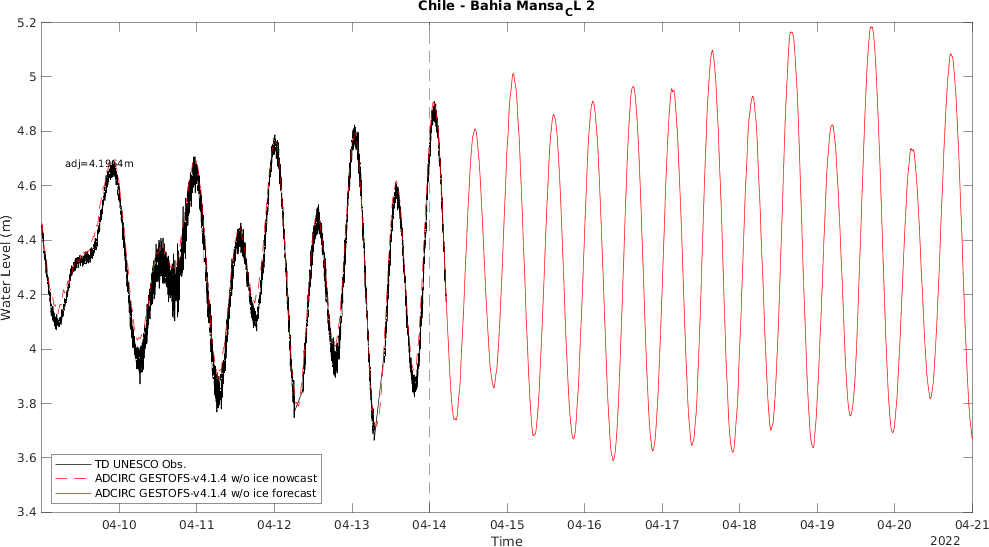 Chile - Bahia Mansa_CL 2
5.2
5
4.8
4.6
4.4
4.2
4
3.8
3.6
3.4
Water Level (m)
adj=4.1964m
TD UNESCO Obs.
ADCIRC GESTOFS-v4.1.4 w/o ice nowcast
ADCIRC GESTOFS-v4.1.4 w/o ice forecast
04-10 04-11 04-12 04-13 04-14 04-15 04-16 04-17 04-18 04-19 04-20 04-21
Time
2022